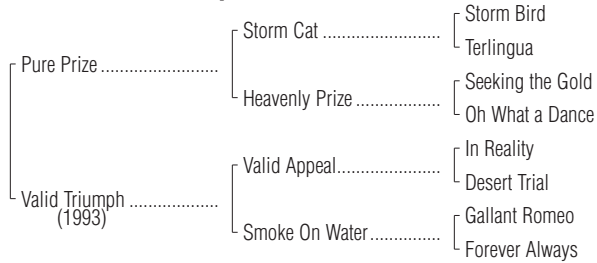 Storm Bird
Storm Cat ........................
Terlingua
Pure Prize ........................
Seeking the Gold
Heavenly Prize .................
Oh What a Dance
In Reality
Valid Appeal.....................
Desert Trial
Valid Triumph ..................
(1993)
Gallant Romeo
Smoke On Water..............
Forever Always